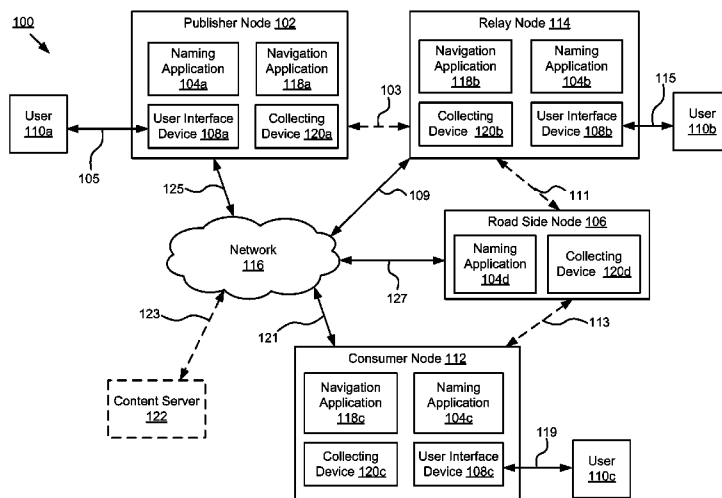 100
Publisher Node 102
Naming
Application
104a
Navigation
Application
118a
User Interface
Device 108a
Collecting
Device 120a
User
110a
105
103
Relay Node 114
Navigation
Application
118b
Naming
Application
104b
Collecting
Device 120b
User Interface
Device 108b
115
User
110b
125
109
111
Network
116
Road Side Node 106
Naming
Application
104d
Collecting
Device 120d
127
123
121
113
Content Server
122
Consumer Node 112
Navigation
Application
118c
Naming
Application
104c
Collecting
Device 120c
User Interface
Device 108c
119
User
110c